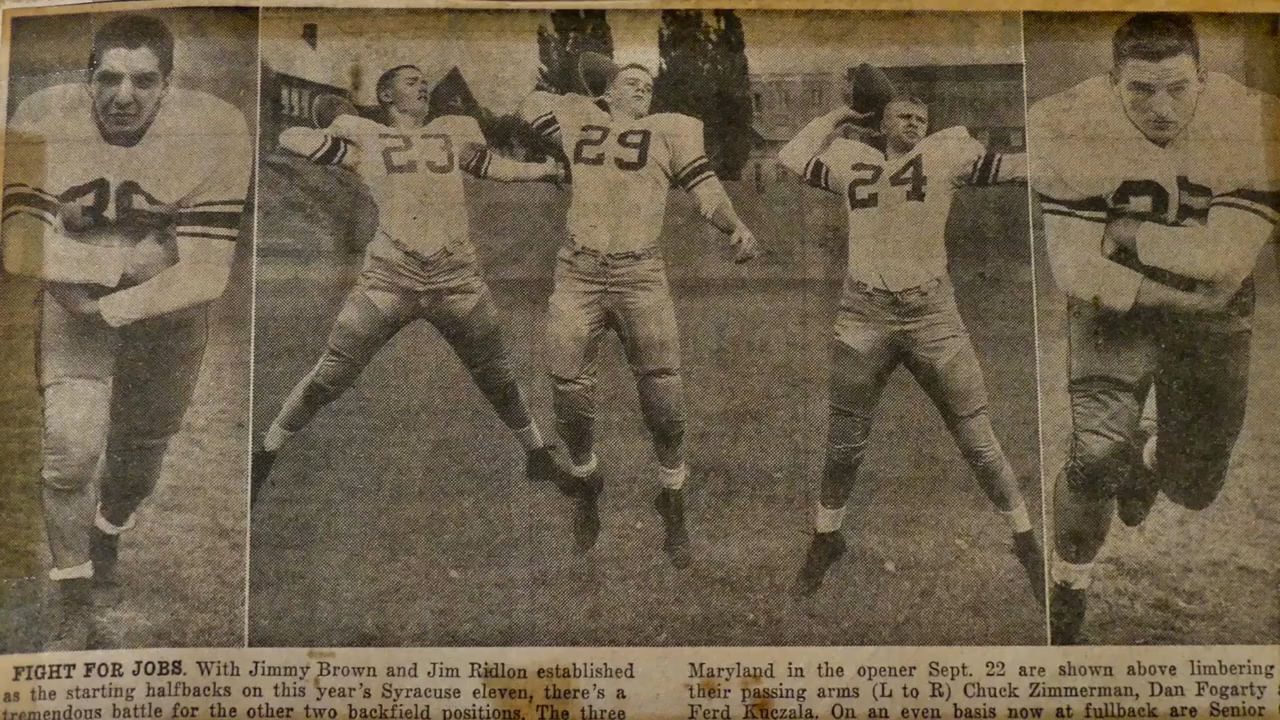 30
23
29
24
35
FIGHT FOR JOBS. With Jimmy Brown and Jim Ridlon established
as the starting halfbacks on this year's Syracuse eleven, there's a
tremendous battle for the other two backfield positions. The three
Maryland in the opener Sept. 22 are shown above limbering
their passing arms (L to R) Chuck Zimmerman, Dan Fogarty
Ferd Kuczala. On an even basis now at fullback are Senior